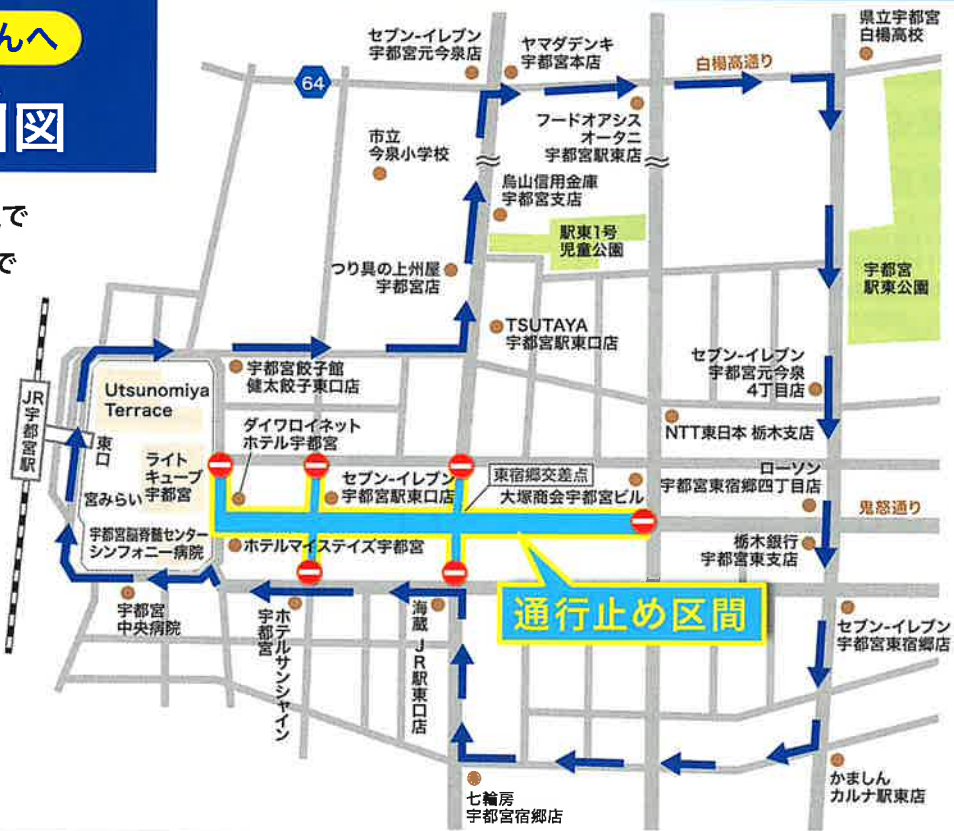 んへ
図
で
で
セブン-イレブン
宇都宮元今泉店
ヤマダデンキ
宇都宮本店
県立宇都宮
白楊高校
64
白楊高通り
市立
今泉小学校
フードオアシス
オータニ
宇都宮駅東店
烏山信用金庫
宇都宮支店
駅東1号
児童公園
つり具の上州屋
宇都宮店
宇都宮
駅東公園
TSUTAYA
宇都宮駅東口店
宇都宮餃子館
健太餃子東口店
セブン-イレブン
宇都宮元今泉
4丁目店
Utsunomiya
Terrace
JR宇都宮駅
東口
ダイワロイネット
ホテル宇都宮
NTT東日本 栃木支店
ライト
キューブ
宇都宮
セブン-イレブン
宇都宮駅東口店
東宿郷交差点
大塚商会宇都宮ビル
ローソン
宇都宮東宿郷四丁目店
宮みらい
鬼怒通り
宇都宮脳脊髄センター
シンフォニー病院
ホテルマイステイズ宇都宮
栃木銀行
宇都宮東支店
通行止め区間
宇都宮
中央病院
ホテルサンシャイン
宇都宮
海蔵 JR駅東口店
セブン-イレブン
宇都宮東宿郷店
七輪房
宇都宮宿郷店
かましん
カルナ駅東店